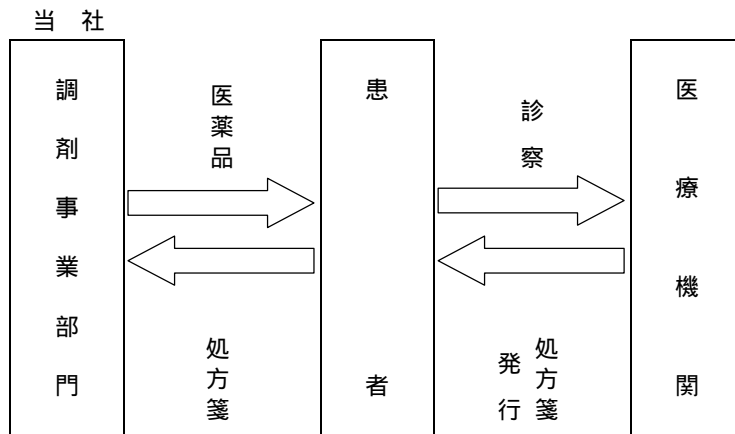 当 社
調剤事業部門
医薬品
処方箋
患者
診察
処方箋
発行
医療機関